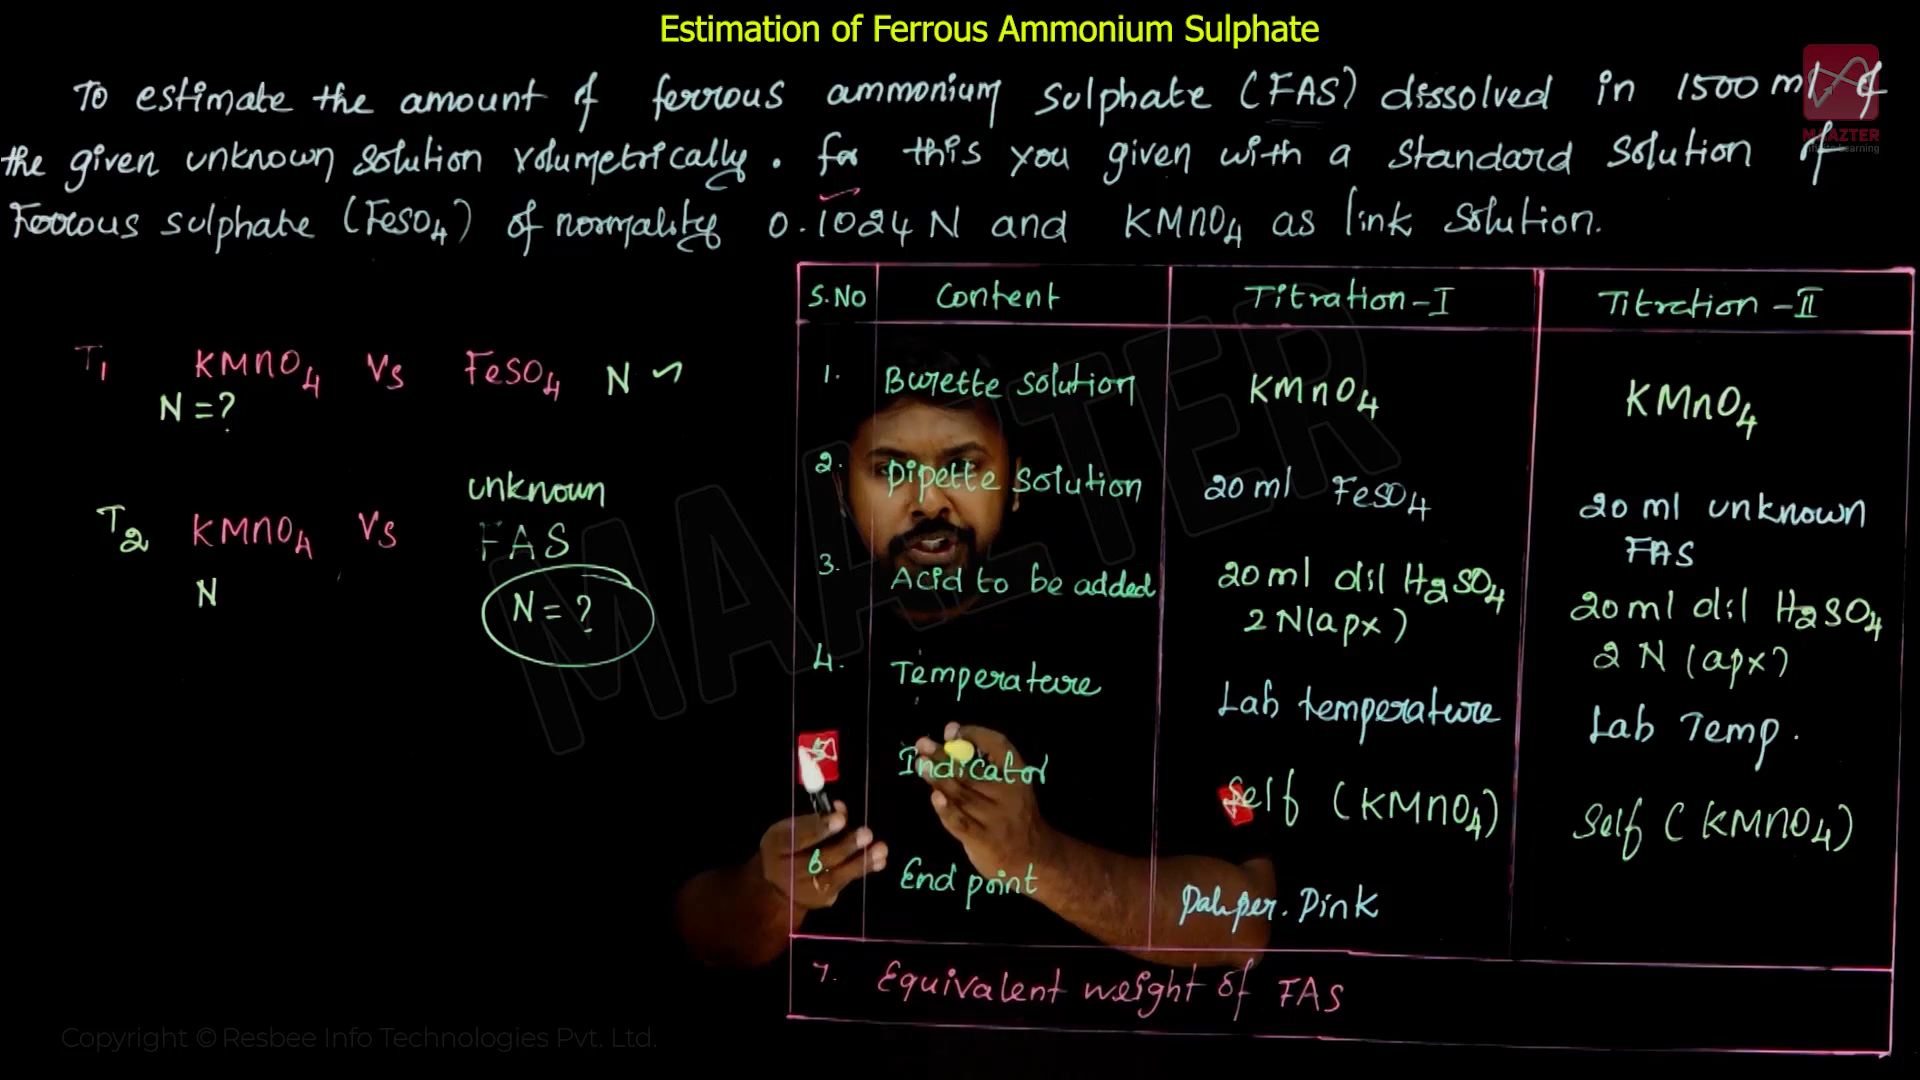 Estimation of Ferrous Ammonium Sulphate
To estimate the amount of ferrous ammonium sulphate (FAS) dissolved in 1500 ml of
the given unknown solution volumetrically. for this you given with a standard solution of
Ferrous sulphate (FeSO4) of normality 0.1024 N and KMnO4 as link solution.
MAAZTER
S.NO Content Titration-I Titration-II
T1 KMnO4 Vs FeSO4 N ✓
N=?
1. Burette solution KMnO4 KMnO4
2. Pipette solution 20 ml FeSO4 20 ml unknown
FAS
T2 KMnO4 Vs unknown
FAS
N N=?
3. Acid to be added 20 ml dil H2SO4 20 ml dil H2SO4
2 N (apx) 2 N (apx)
4. Temperature Lab temperature Lab Temp.
5. Indicator Self (KMnO4) Self (KMnO4)
6. End point Pink
7. Equivalent weight of FAS
MAAZTER
Copyright © Resbee Info Technologies Pvt. Ltd.